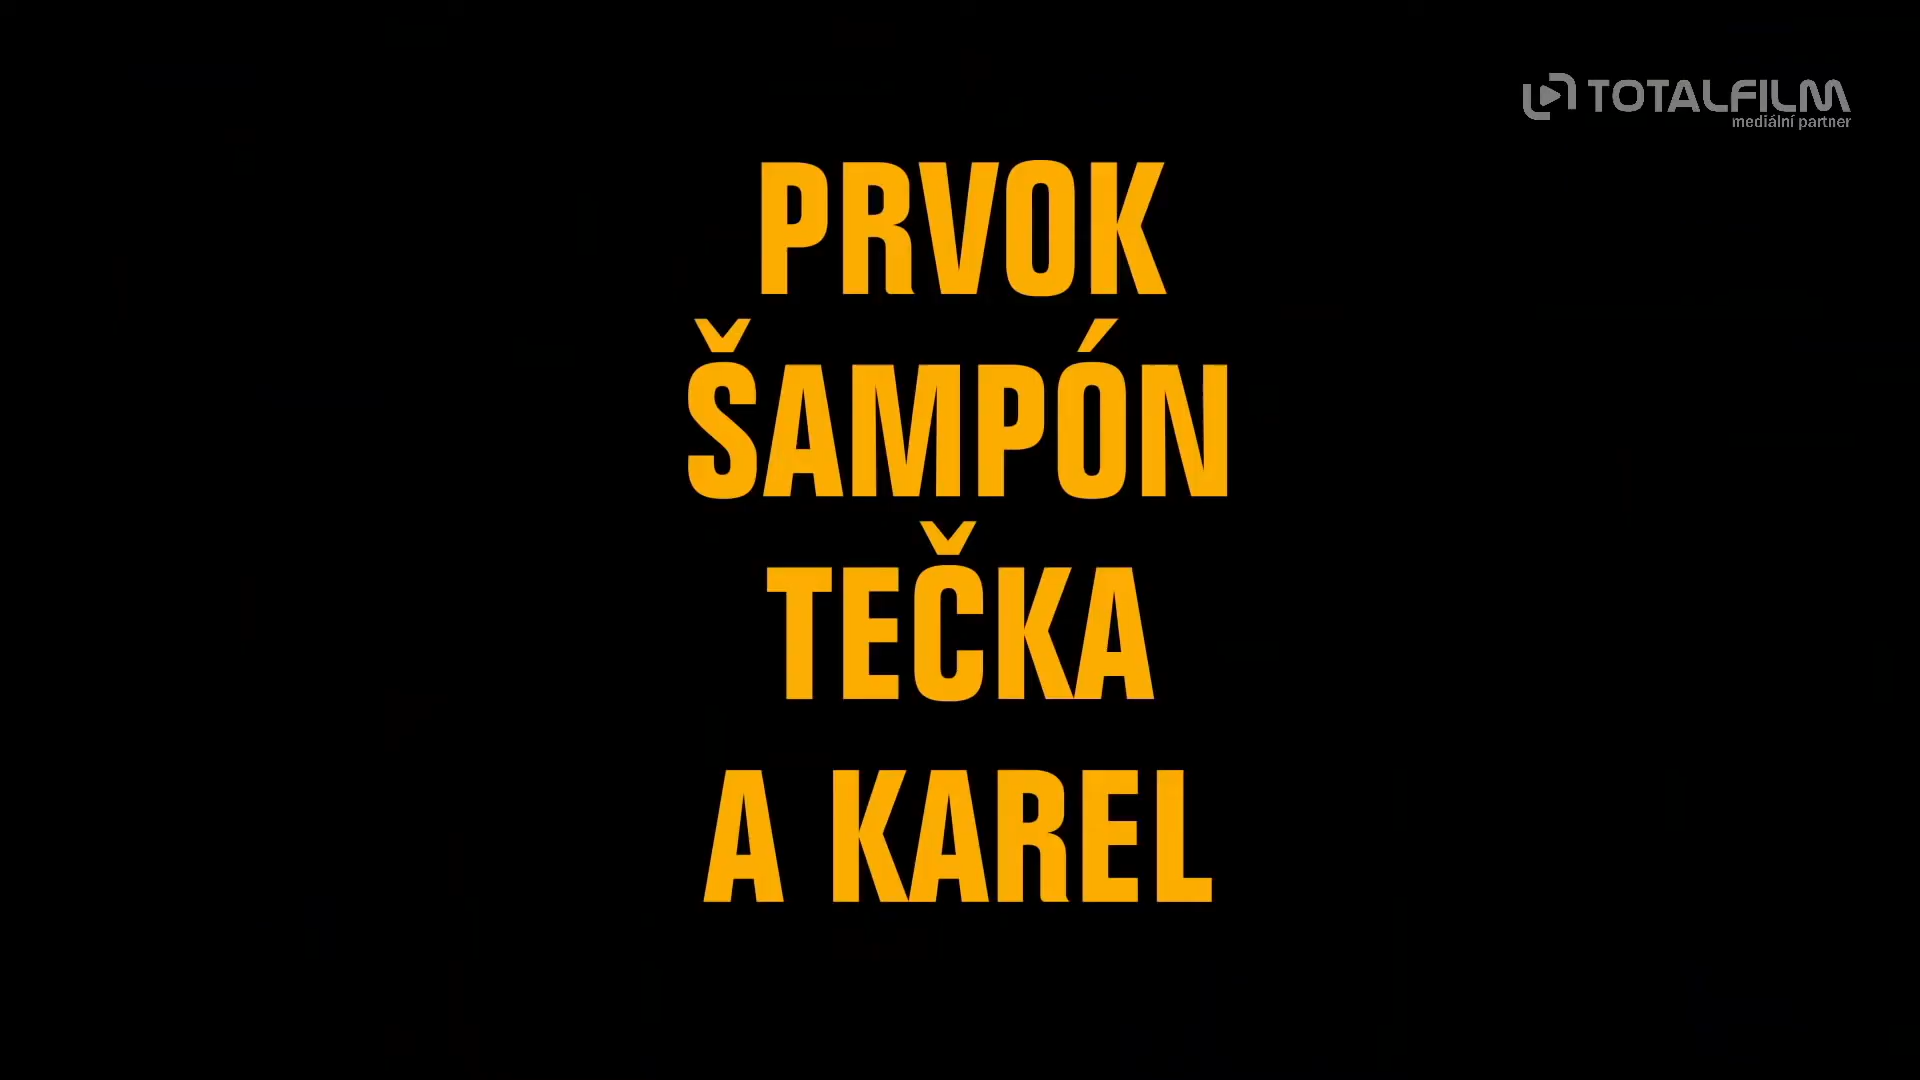 TOTALFILM
mediální partner
PRVOK
ŠAMPÓN
TEČKA
A KAREL